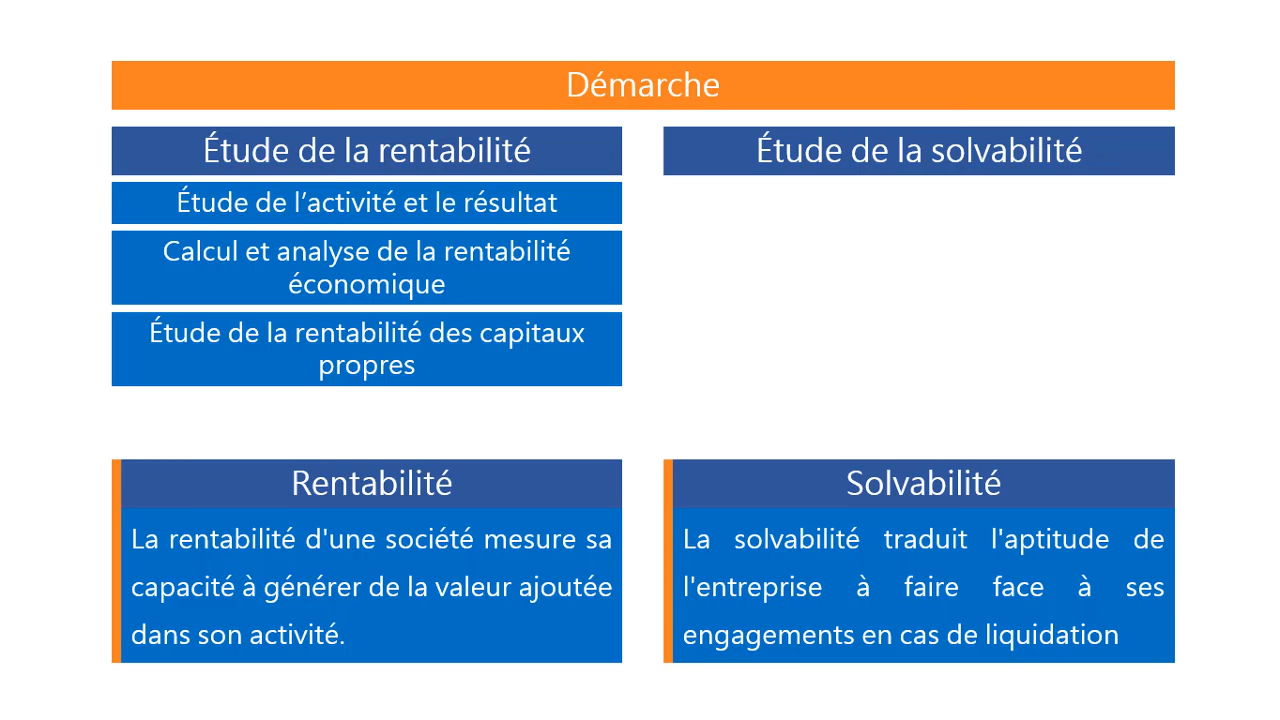 Démarche
Étude de la rentabilité
Étude de l’activité et le résultat
Calcul et analyse de la rentabilité
économique
Étude de la rentabilité des capitaux
propres
Étude de la solvabilité
Rentabilité
La rentabilité d'une société mesure sa
capacité à générer de la valeur ajoutée
dans son activité.
Solvabilité
La solvabilité traduit l'aptitude de
l'entreprise à faire face à ses
engagements en cas de liquidation